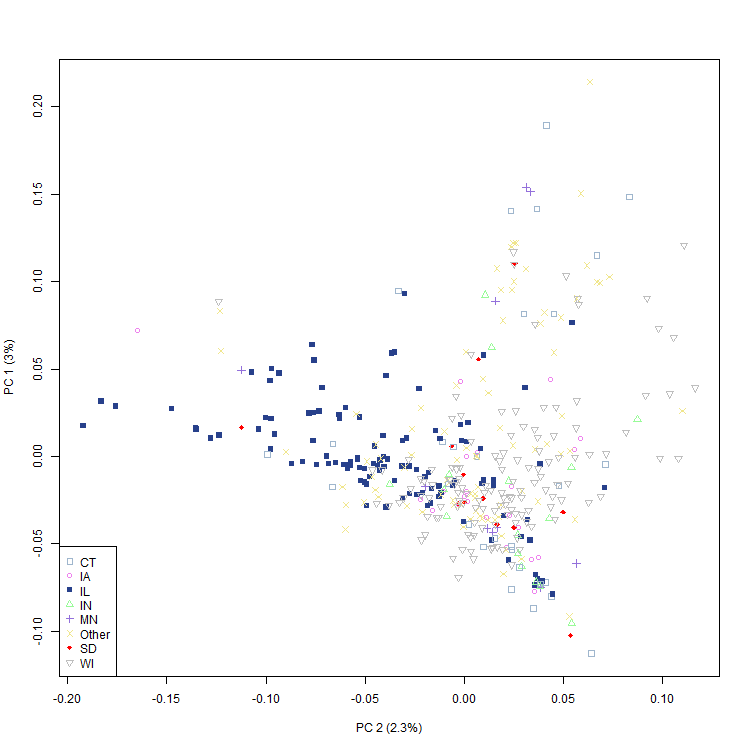 0.20
0.15
0.10
0.05
0.00
-0.05
-0.10
PC 1 (3%)
CT
IA
IL
IN
MN
Other
SD
WI
-0.20 -0.15 -0.10 -0.05 0.00 0.05 0.10
PC 2 (2.3%)